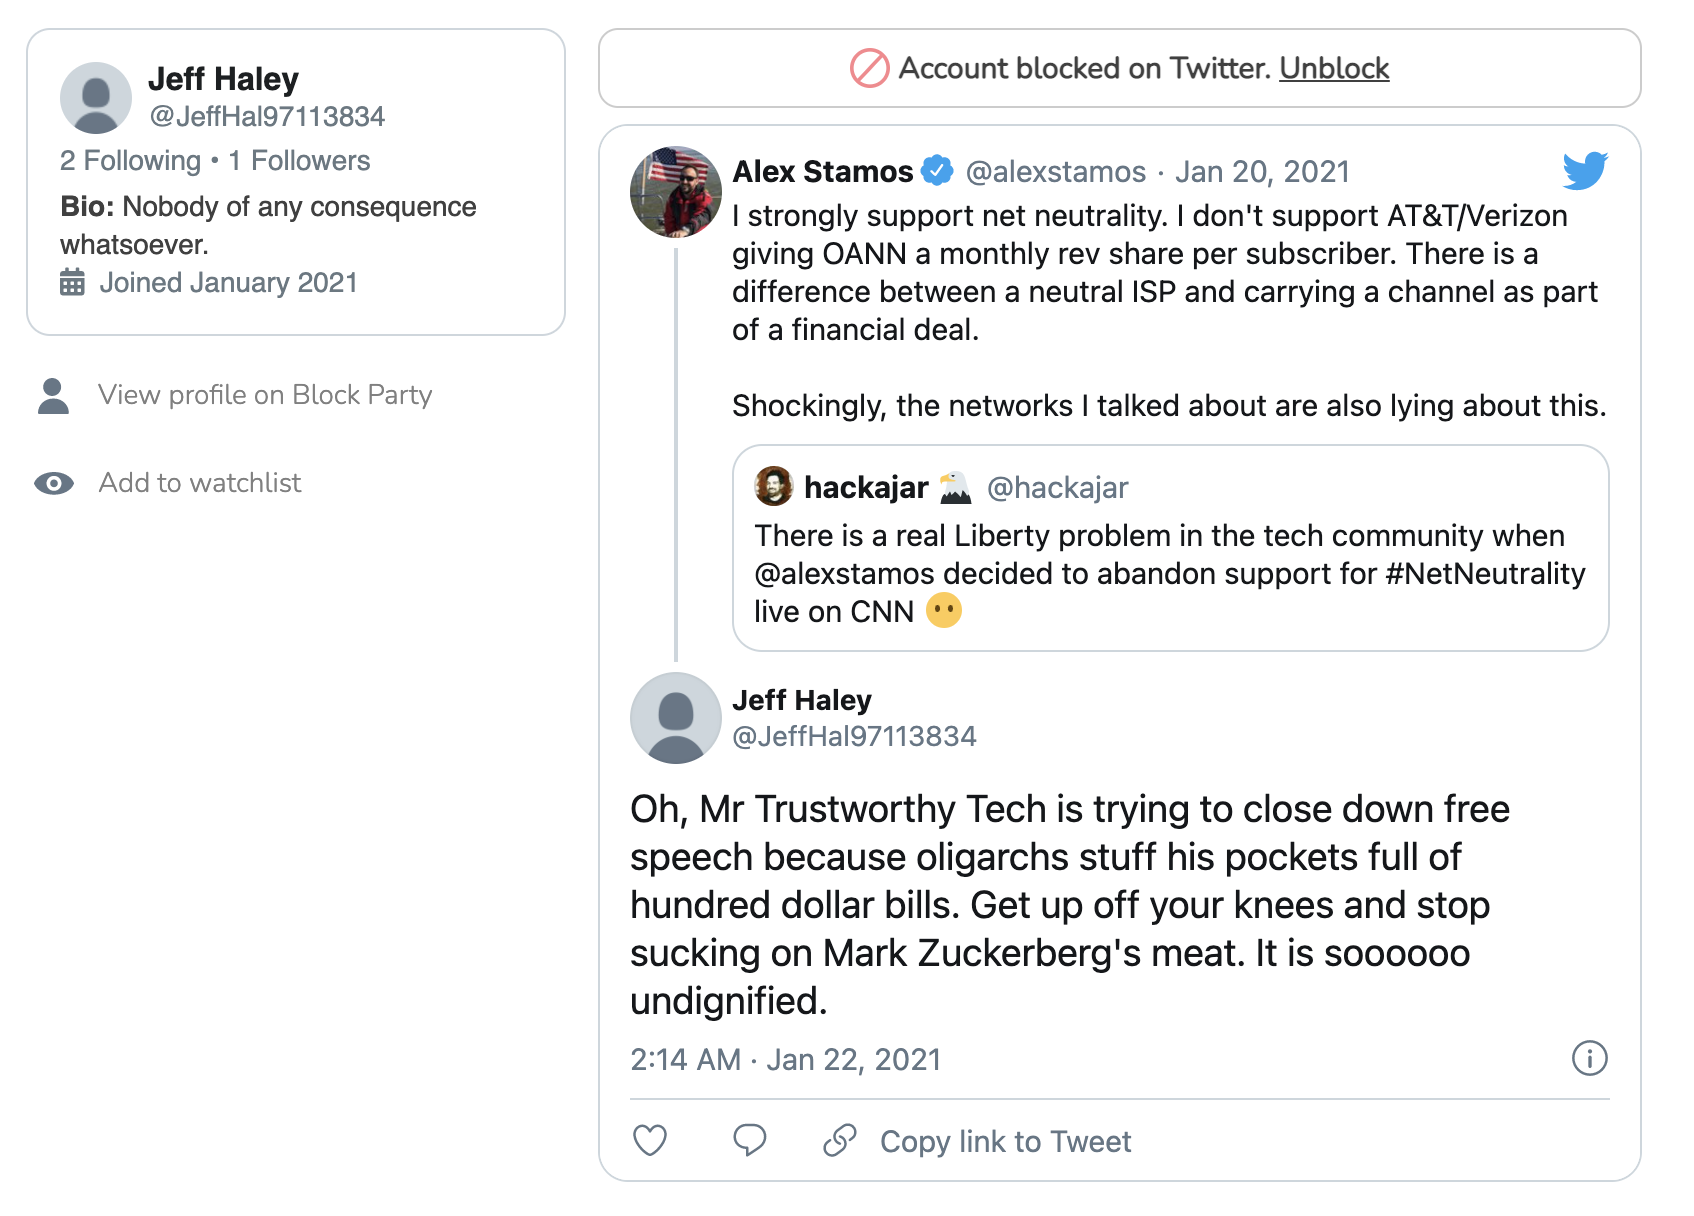 Jeff Haley
@JeffHal97113834
2 Following • 1 Followers
Bio: Nobody of any consequence
whatsoever.
Joined January 2021
View profile on Block Party
Add to watchlist
Account blocked on Twitter. Unblock
Alex Stamos @alexstamos · Jan 20, 2021
I strongly support net neutrality. I don't support AT&T/Verizon
giving OANN a monthly rev share per subscriber. There is a
difference between a neutral ISP and carrying a channel as part
of a financial deal.
Shockingly, the networks I talked about are also lying about this.
hackajar @hackajar
There is a real Liberty problem in the tech community when
@alexstamos decided to abandon support for #NetNeutrality
live on CNN 😶
Jeff Haley
@JeffHal97113834
Oh, Mr Trustworthy Tech is trying to close down free
speech because oligarchs stuff his pockets full of
hundred dollar bills. Get up off your knees and stop
sucking on Mark Zuckerberg's meat. It is soooooo
undignified.
2:14 AM · Jan 22, 2021
Copy link to Tweet